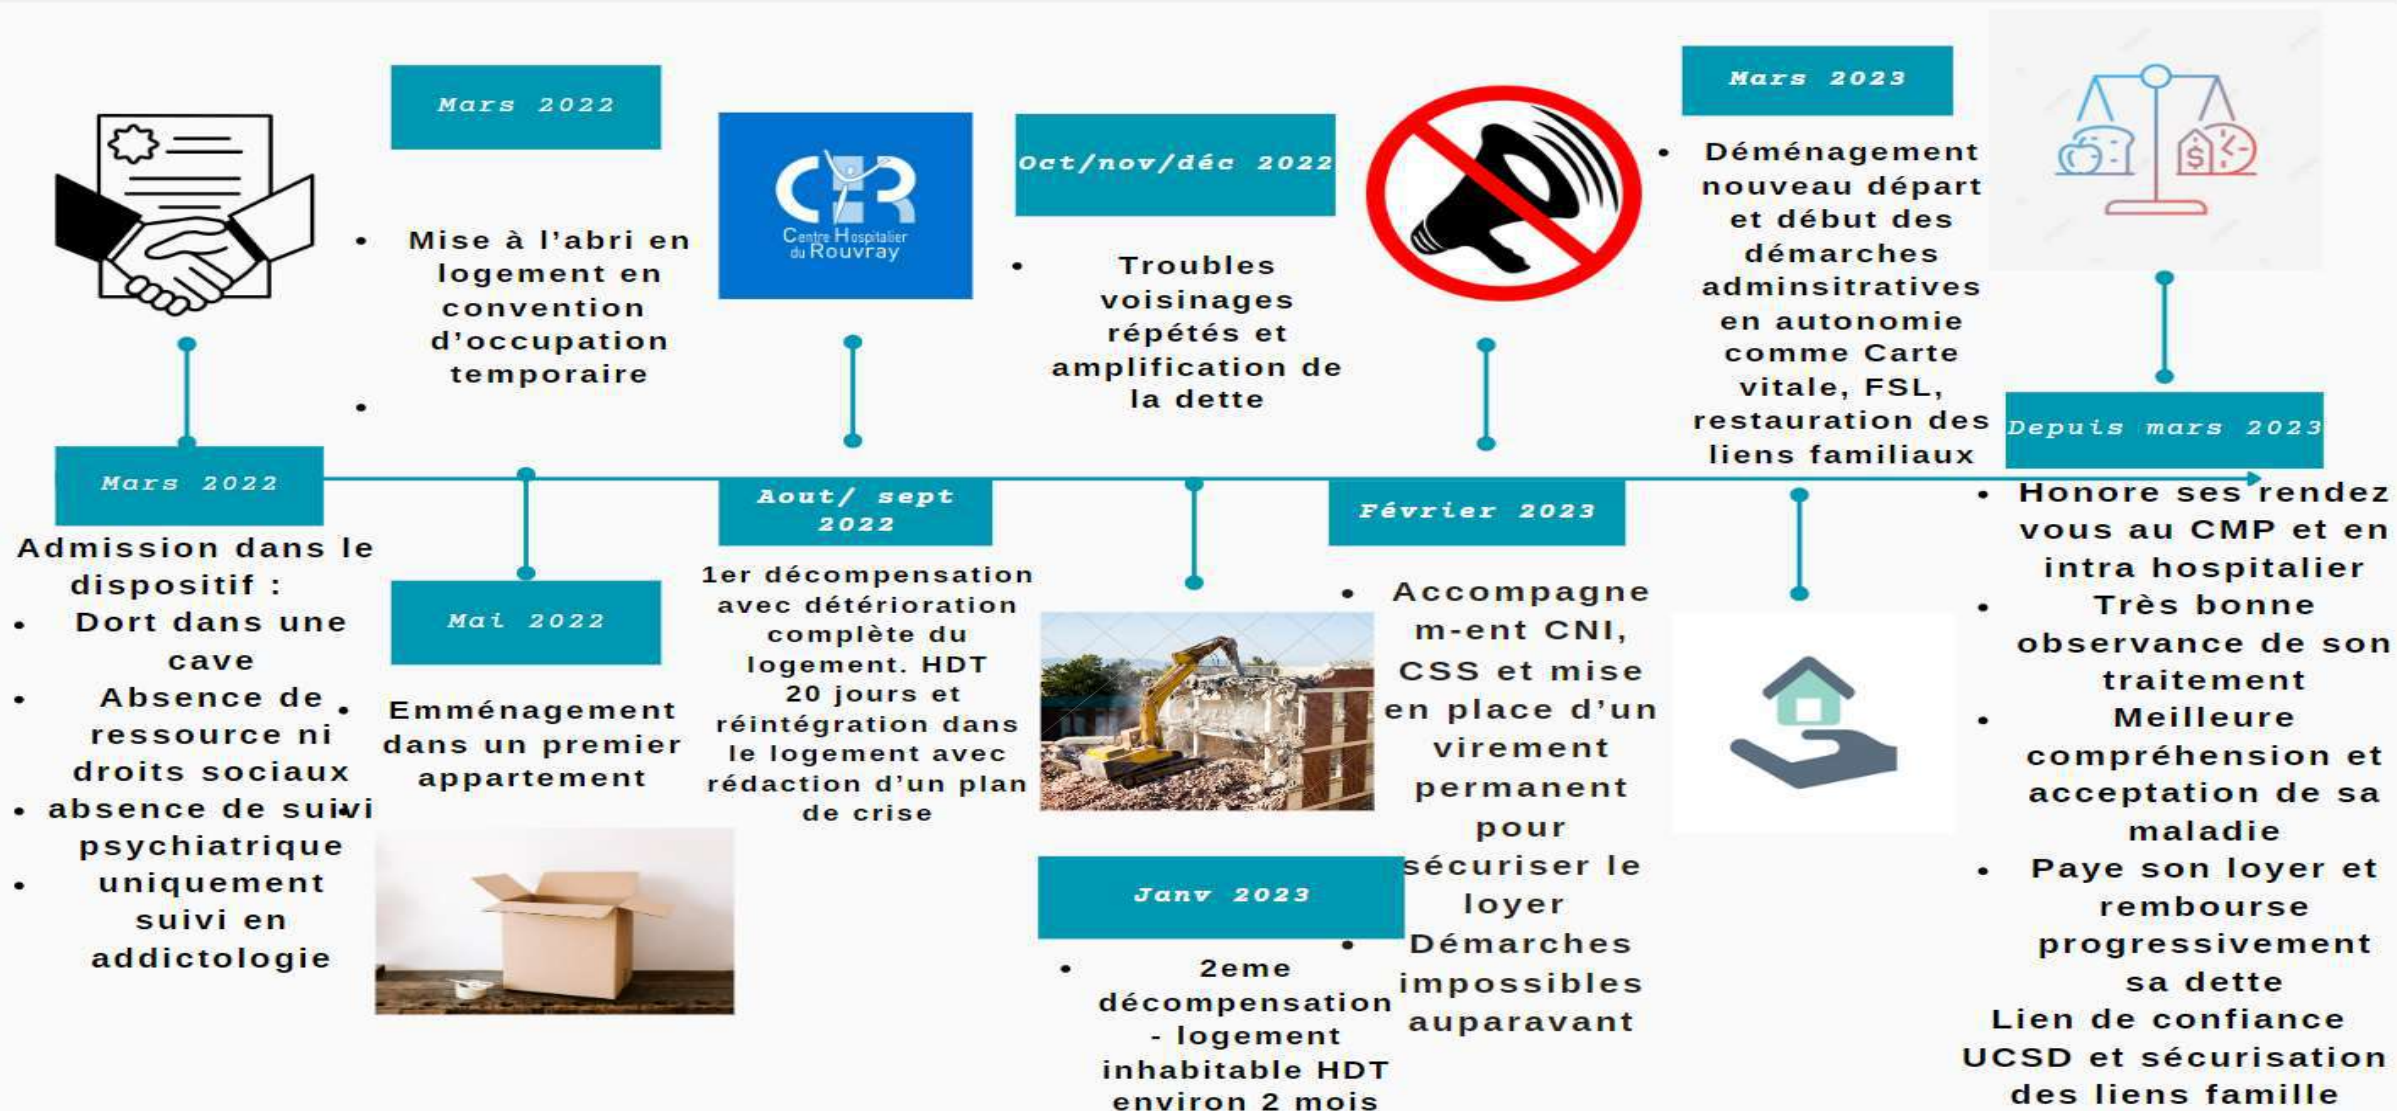 Mars 2022
Admission dans le
dispositif :
• Dort dans une
cave
• Absence de
ressource ni
droits sociaux
• absence de suivi
psychiatrique
• uniquement
suivi en
addictologie
Mars 2022
• Mise à l'abri en
logement en
convention
d'occupation
temporaire
•
Mai 2022
• Emménagement
dans un premier
appartement
•
CHR
Centre Hospitalier
du Rouvray
Aout/ sept
2022
1er décompensation
avec détérioration
complète du
logement. HDT
20 jours et
réintégration dans
le logement avec
rédaction d'un plan
de crise
Oct/nov/déc 2022
• Troubles
voisinages
répétés et
amplification de
la dette
Janv 2023
• 2eme
décompensation
- logement
inhabitable HDT
environ 2 mois
Février 2023
• Accompagne
m-ent CNI,
CSS et mise
en place d'un
virement
permanent
pour
sécuriser le
loyer
• Démarches
impossibles
auparavant
Mars 2023
• Déménagement
nouveau départ
et début des
démarches
adminsitratives
en autonomie
comme Carte
vitale, FSL,
restauration des
liens familiaux
Depuis mars 2023
• Honore ses rendez
vous au CMP et en
intra hospitalier
• Très bonne
observance de son
traitement
• Meilleure
compréhension et
acceptation de sa
maladie
• Paye son loyer et
rembourse
progressivement
sa dette
Lien de confiance
UCSD et sécurisation
des liens famille